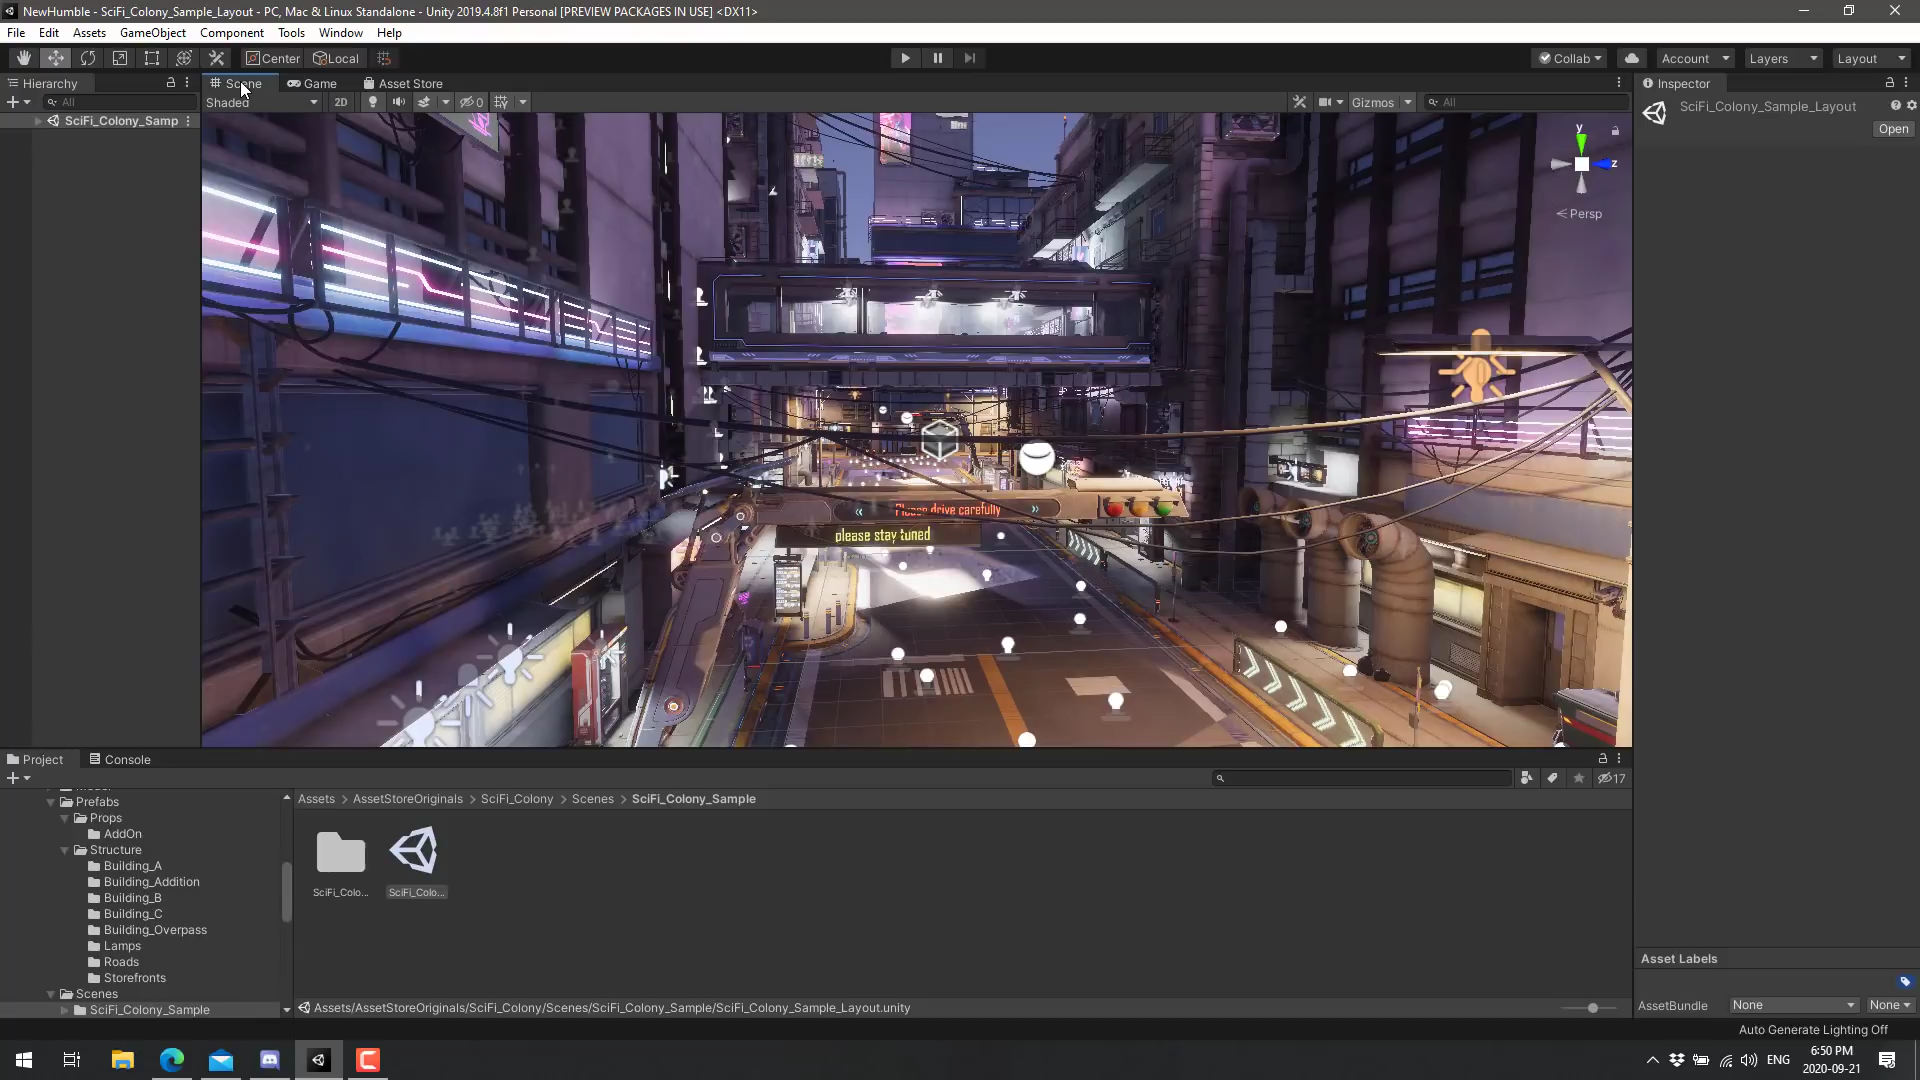 NewHumble - SciFi_Colony_Sample_Layout - PC, Mac & Linux Standalone - Unity 2019.4.8f1 Personal [PREVIEW PACKAGES IN USE] <DX11>
File Edit Assets GameObject Component Tools Window Help
Center Local Collab Account Layers Layout
Hierarchy
All
SciFi_Colony_Samp
Scene Game Asset Store
Shaded 2D 0 Gizmos All
y
z
Persp
Please drive carefully
please stay tuned
Inspector
SciFi_Colony_Sample_Layout
Open
Project Console
17
Prefabs
Props
AddOn
Structure
Building_A
Building_Addition
Building_B
Building_C
Building_Overpass
Lamps
Roads
Storefronts
Scenes
SciFi_Colony_Sample
Assets > AssetStoreOriginals > SciFi_Colony > Scenes > SciFi_Colony_Sample
SciFi_Colo...
SciFi_Colo...
Assets/AssetStoreOriginals/SciFi_Colony/Scenes/SciFi_Colony_Sample/SciFi_Colony_Sample_Layout.unity
Asset Labels
AssetBundle None None
Auto Generate Lighting Off
ENG
6:50 PM
2020-09-21